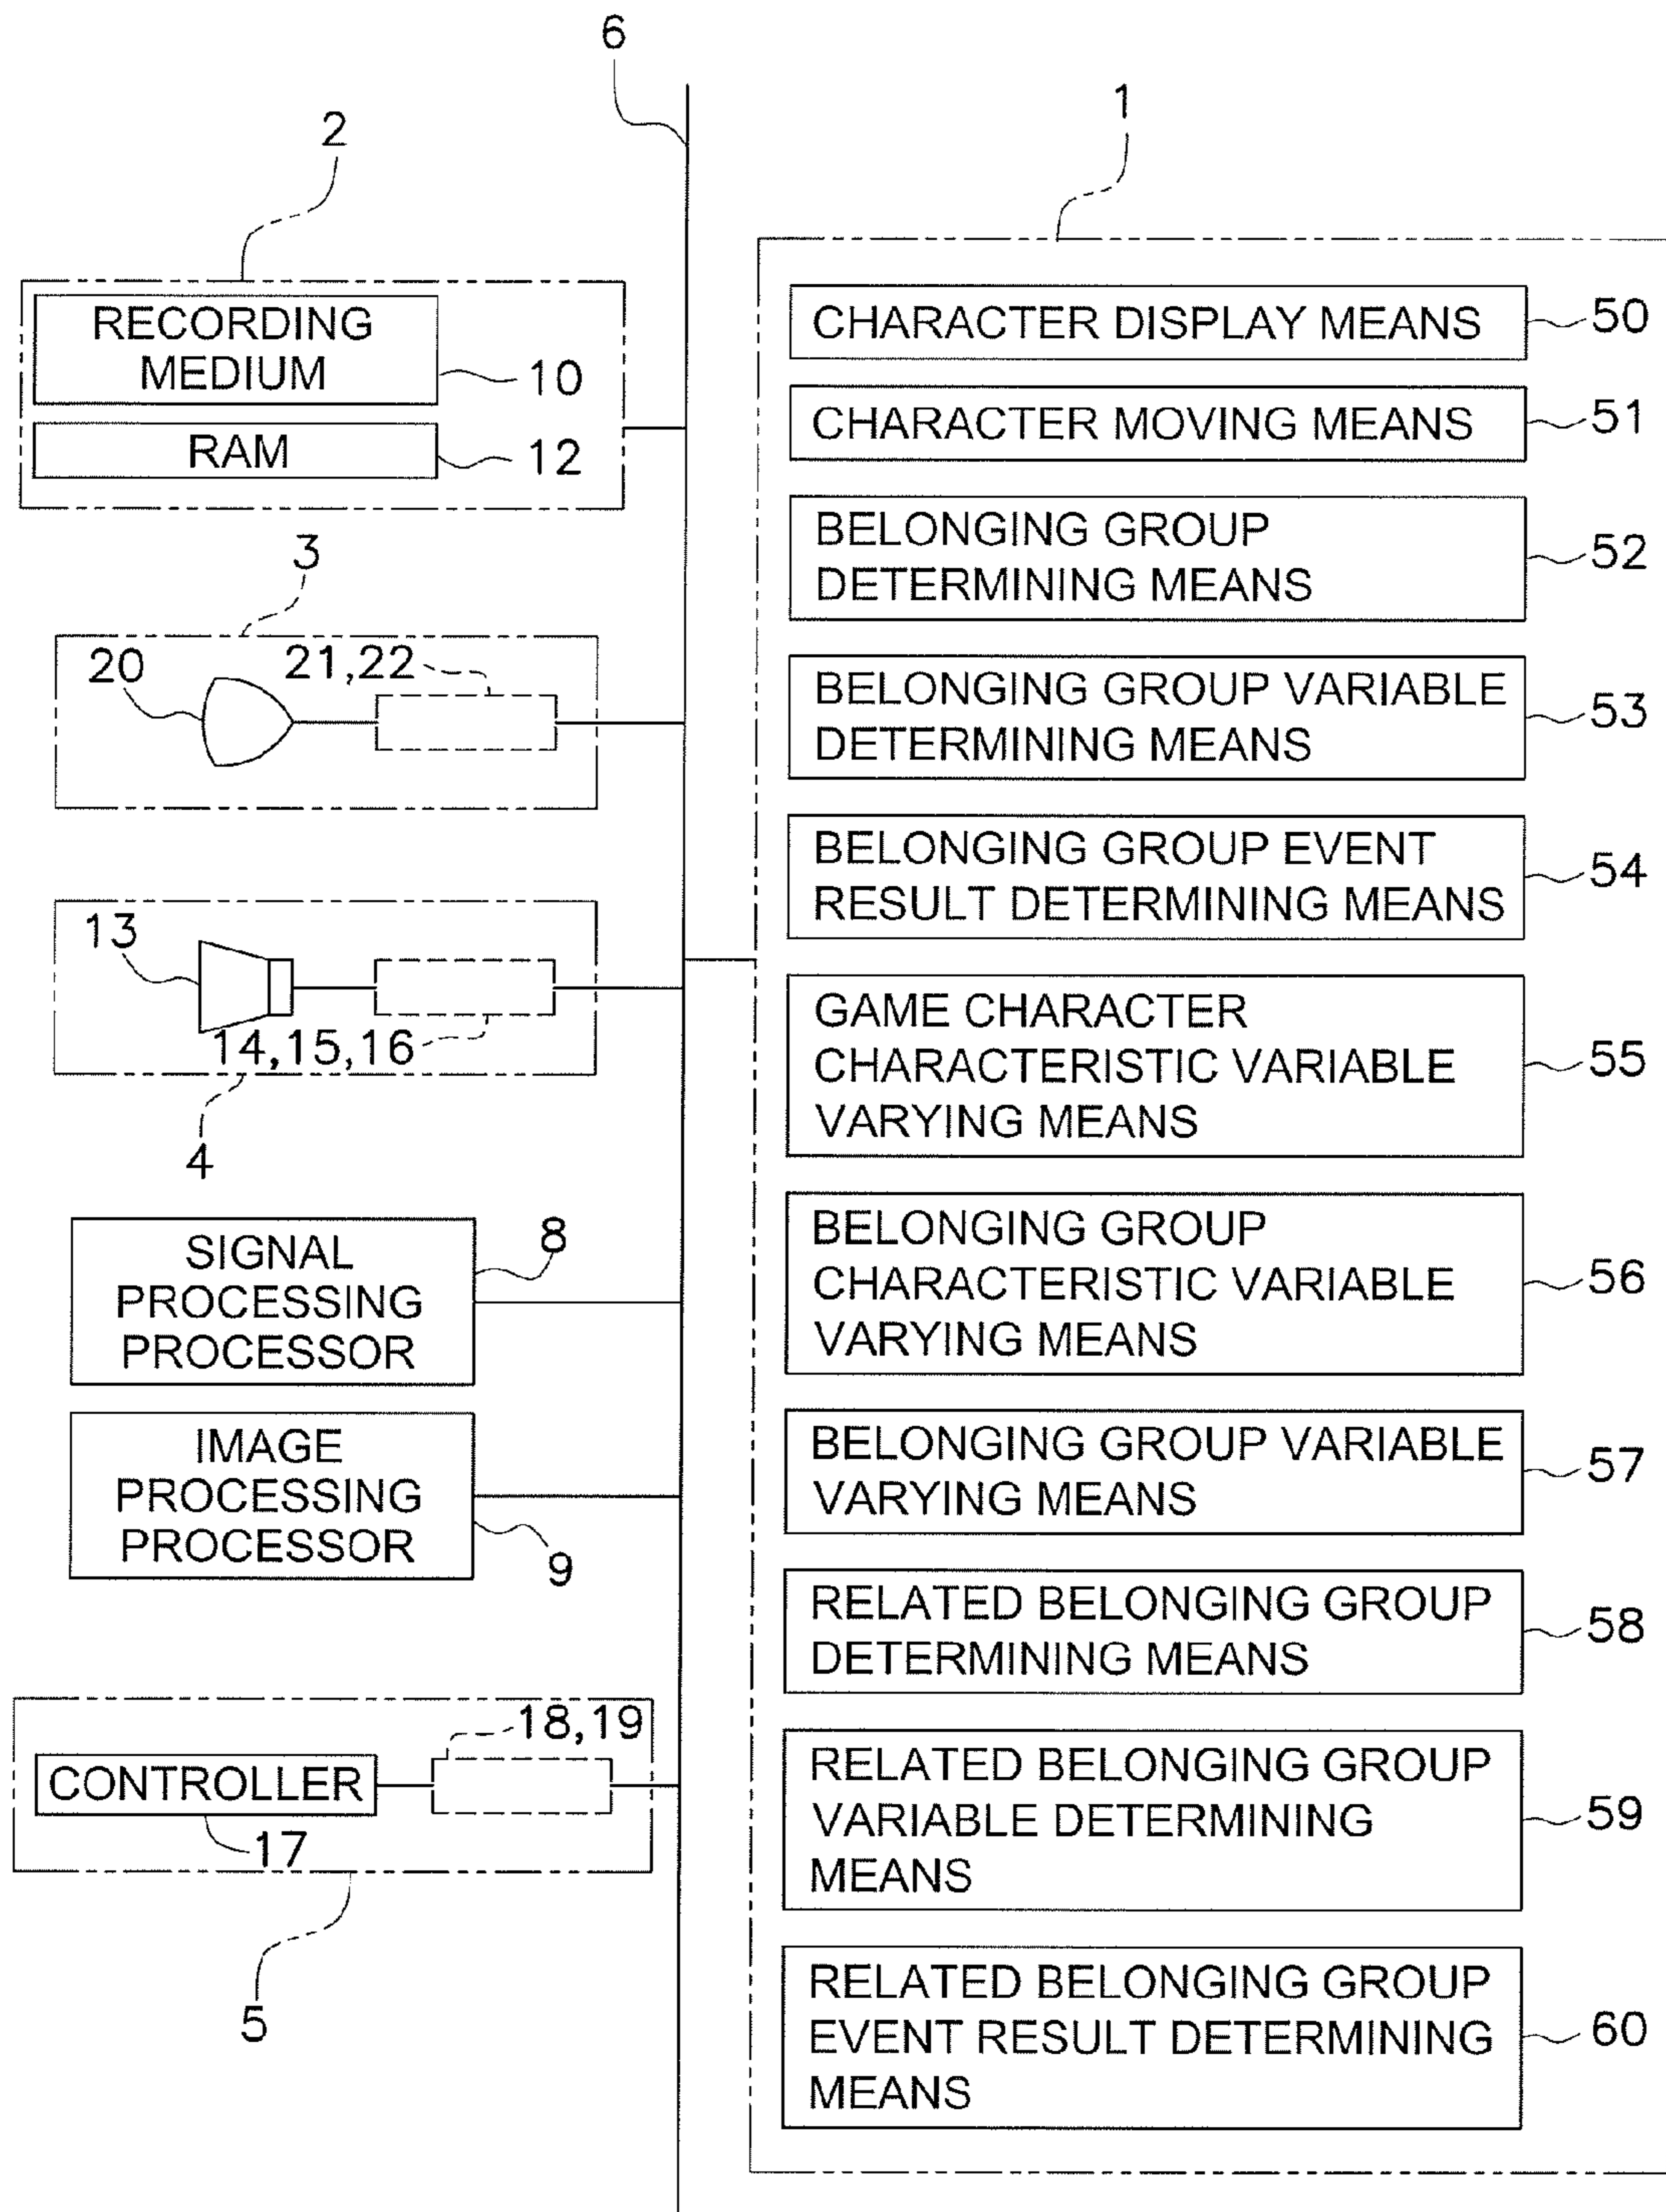 6
1
2
RECORDING
MEDIUM
10
RAM
12
3
20
21,22
13
14,15,16
4
SIGNAL
PROCESSING
PROCESSOR
8
IMAGE
PROCESSING
PROCESSOR
9
18,19
CONTROLLER
17
5
CHARACTER DISPLAY MEANS
50
CHARACTER MOVING MEANS
51
BELONGING GROUP
DETERMINING MEANS
52
BELONGING GROUP VARIABLE
DETERMINING MEANS
53
BELONGING GROUP EVENT
RESULT DETERMINING MEANS
54
GAME CHARACTER
CHARACTERISTIC VARIABLE
VARYING MEANS
55
BELONGING GROUP
CHARACTERISTIC VARIABLE
VARYING MEANS
56
BELONGING GROUP VARIABLE
VARYING MEANS
57
RELATED BELONGING GROUP
DETERMINING MEANS
58
RELATED BELONGING GROUP
VARIABLE DETERMINING
MEANS
59
RELATED BELONGING GROUP
EVENT RESULT DETERMINING
MEANS
60